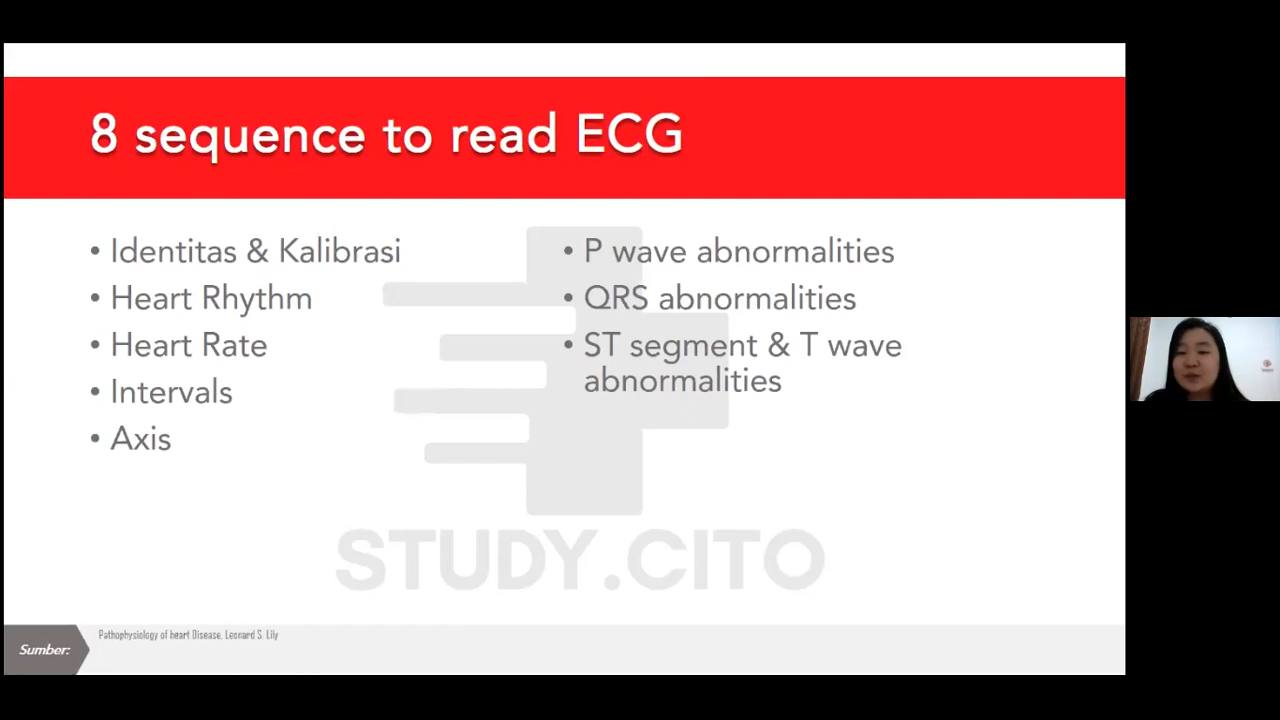 8 sequence to read ECG
• Identitas & Kalibrasi
• Heart Rhythm
• Heart Rate
• Intervals
• Axis
• P wave abnormalities
• QRS abnormalities
• ST segment & T wave
abnormalities
STUDY.CITO
Sumber:
Pathophysiology of heart Disease, Leonard S. Lily